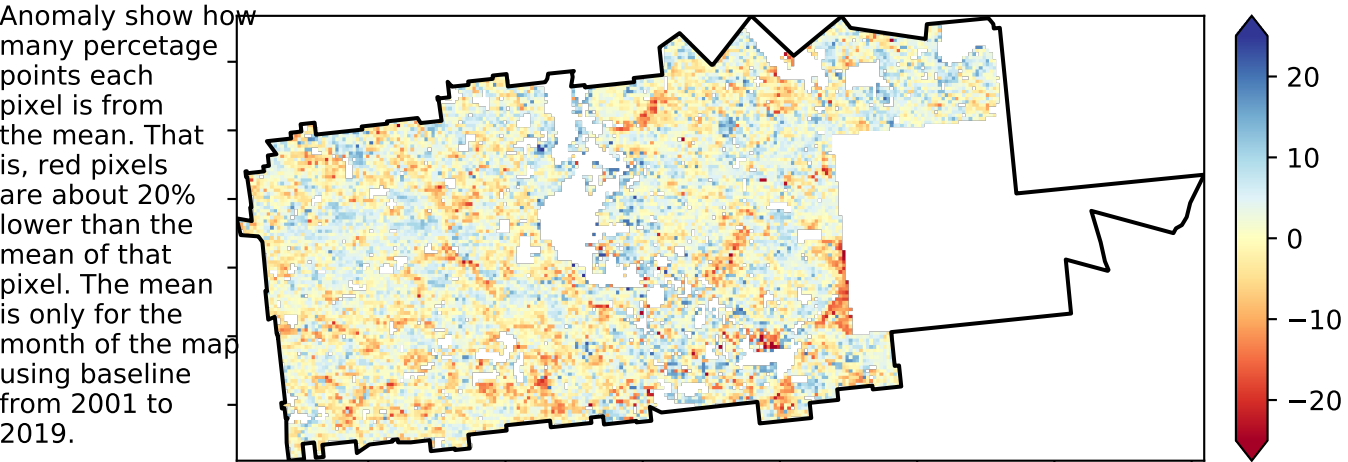 Anomaly show how
many percetage
points each
pixel is from
the mean. That
is, red pixels
are about 20%
lower than the
mean of that
pixel. The mean
is only for the
month of the map
using baseline
from 2001 to
2019.
20
10
0
−10
−20